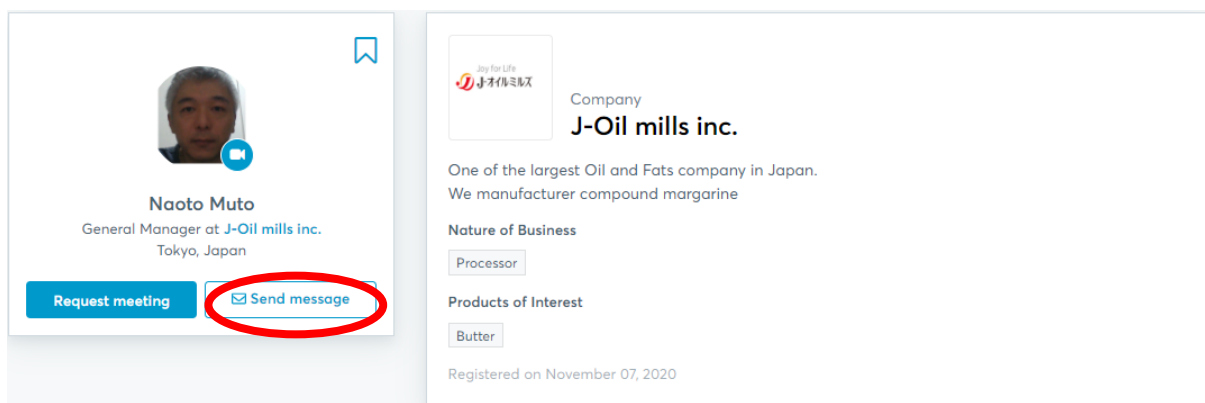 Naoto Muto
General Manager at J-Oil mills inc.
Tokyo, Japan
Request meeting
Send message
Joy for Life
J-オイルミルズ
Company
J-Oil mills inc.
One of the largest Oil and Fats company in Japan.
We manufacturer compound margarine
Nature of Business
Processor
Products of Interest
Butter
Registered on November 07, 2020